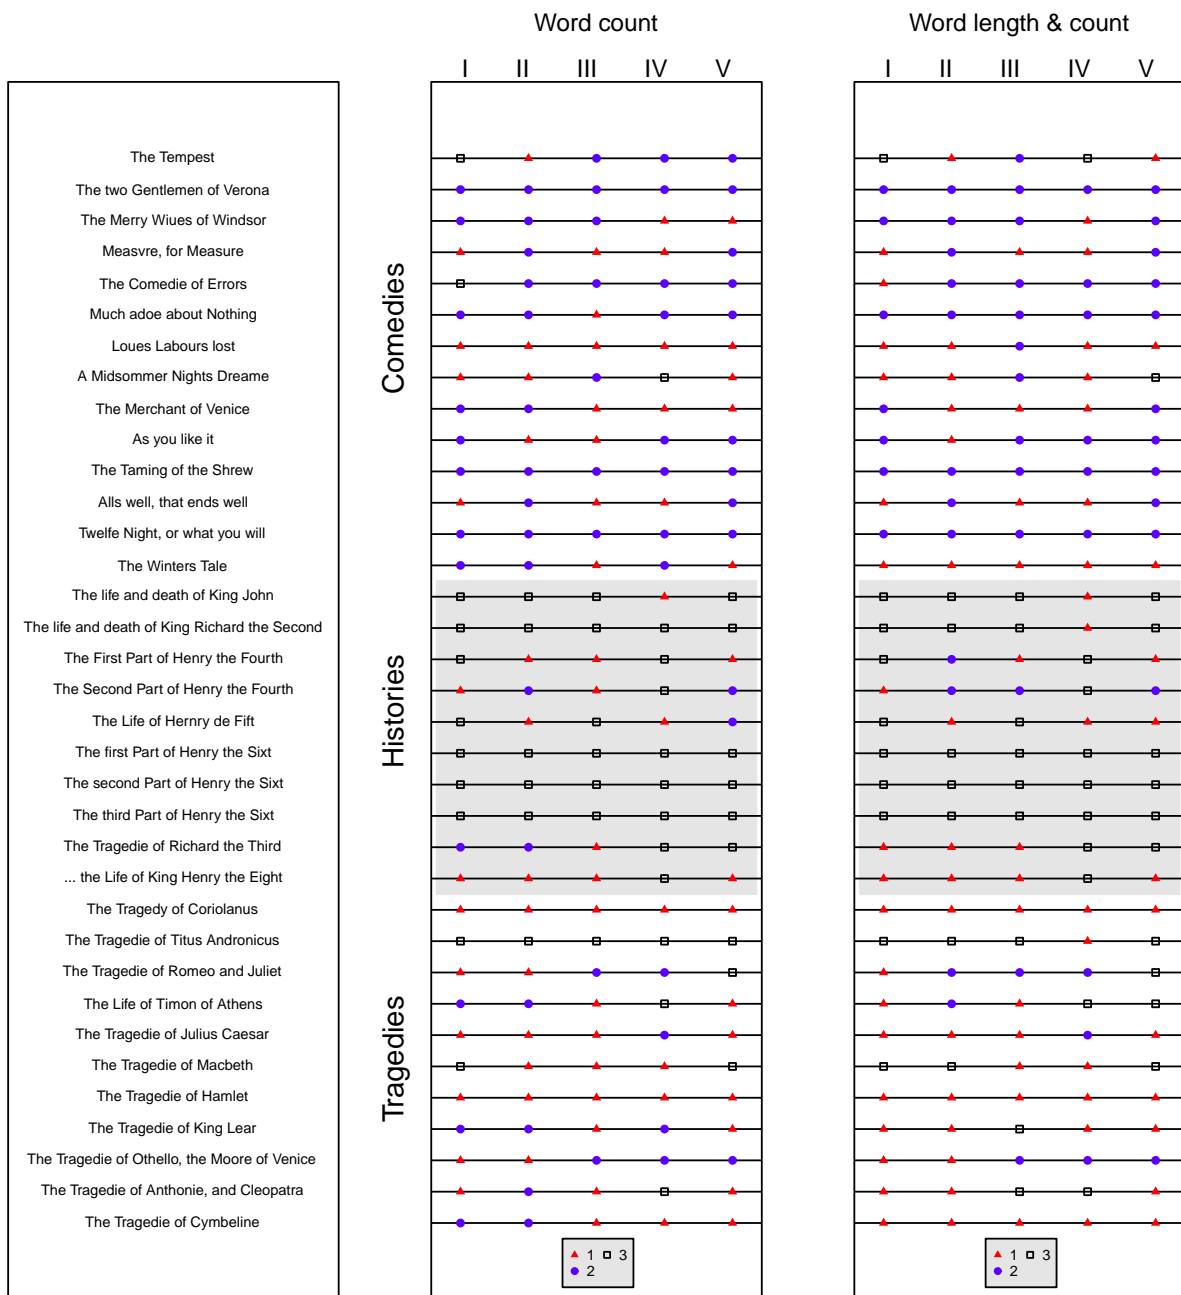 Word count
Word length & count
I II III IV V
I II III IV V
The Tempest
The two Gentlemen of Verona
The Merry Wiues of Windsor
Measvre, for Measure
The Comedie of Errors
Much adoe about Nothing
Loues Labours lost
A Midsommer Nights Dreame
The Merchant of Venice
As you like it
The Taming of the Shrew
Alls well, that ends well
Twelfe Night, or what you will
The Winters Tale
The life and death of King John
The life and death of King Richard the Second
The First Part of Henry the Fourth
The Second Part of Henry the Fourth
The Life of Hernry de Fift
The first Part of Henry the Sixt
The second Part of Henry the Sixt
The third Part of Henry the Sixt
The Tragedie of Richard the Third
... the Life of King Henry the Eight
The Tragedy of Coriolanus
The Tragedie of Titus Andronicus
The Tragedie of Romeo and Juliet
The Life of Timon of Athens
The Tragedie of Julius Caesar
The Tragedie of Macbeth
The Tragedie of Hamlet
The Tragedie of King Lear
The Tragedie of Othello, the Moore of Venice
The Tragedie of Anthonie, and Cleopatra
The Tragedie of Cymbeline
Comedies
Histories
Tragedies
1 3
2
1 3
2